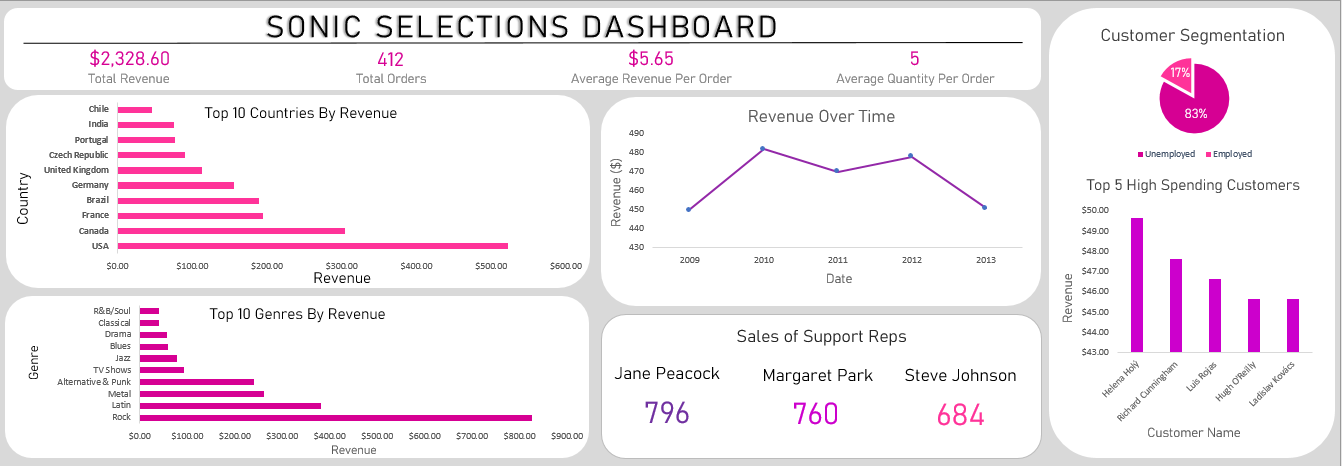 SONIC SELECTIONS DASHBOARD
$2,328.60
Total Revenue
412
Total Orders
$5.65
Average Revenue Per Order
5
Average Quantity Per Order
Top 10 Countries By Revenue
Country
Chile
India
Portugal
Czech Republic
United Kingdom
Germany
Brazil
France
Canada
USA
$0.00 $100.00 $200.00 $300.00 $400.00 $500.00 $600.00
Revenue
Top 10 Genres By Revenue
Genre
R&B/Soul
Classical
Drama
Blues
Jazz
TV Shows
Alternative & Punk
Metal
Latin
Rock
$0.00 $100.00 $200.00 $300.00 $400.00 $500.00 $600.00 $700.00 $800.00 $900.00
Revenue
Revenue Over Time
Revenue ($)
490
480
470
460
450
440
430
2009 2010 2011 2012 2013
Date
Sales of Support Reps
Jane Peacock
796
Margaret Park
760
Steve Johnson
684
Customer Segmentation
17%
83%
Unemployed Employed
Top 5 High Spending Customers
Revenue
$50.00
$49.00
$48.00
$47.00
$46.00
$45.00
$44.00
$43.00
Helena Holý
Richard Cunningham
Luis Rojas
Hugh O'Reilly
Ladislav Kovács
Customer Name